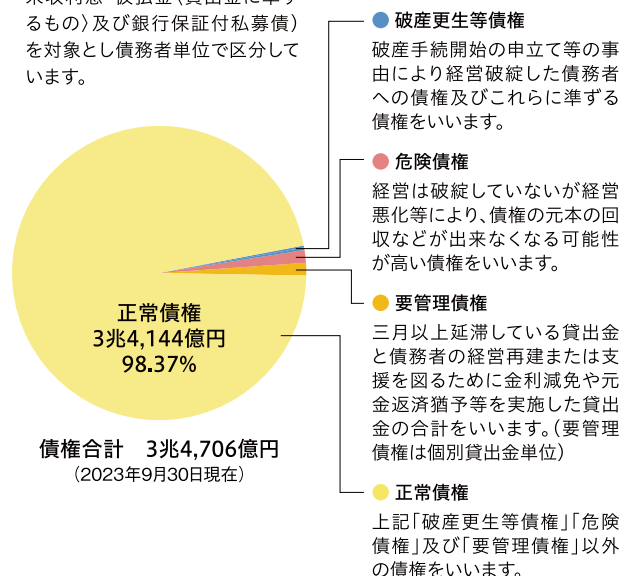 るもの〉及び銀行保証付私募債）
を対象とし債務者単位で区分して
います。
正常債権
3兆4,144億円
98.37%
債権合計　3兆4,706億円
（2023年9月30日現在）
破産更生等債権
破産手続開始の申立て等の事
由により経営破綻した債務者
への債権及びこれらに準ずる
債権をいいます。
危険債権
経営は破綻していないが経営
悪化等により、債権の元本の回
収などが出来なくなる可能性
が高い債権をいいます。
要管理債権
三月以上延滞している貸出金
と債務者の経営再建または支
援を図るために金利減免や元
金返済猶予等を実施した貸出
金の合計をいいます。（要管理
債権は個別貸出金単位）
正常債権
上記「破産更生等債権」「危険
債権」及び「要管理債権」以外
の債権をいいます。